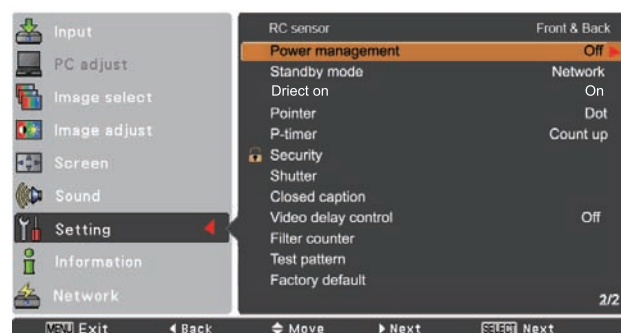 Input
PC adjust
Image select
Image adjust
Screen
Sound
Setting
Information
Network
RC sensor Front & Back
Power management Off
Standby mode Network
Driect on On
Pointer Dot
P-timer Count up
Security
Shutter
Closed caption
Video delay control Off
Filter counter
Test pattern
Factory default
2/2
MENU Exit Back Move Next SELECT Next